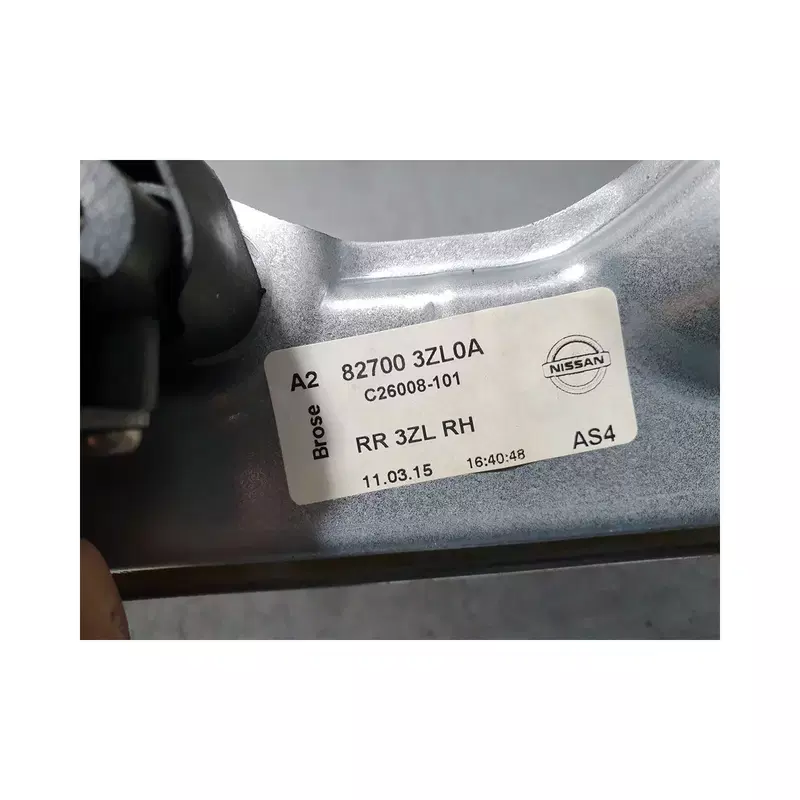 A2 82700 3ZL0A
C26008-101
NISSAN
Brose
RR 3ZL RH
AS4
11.03.15 16:40:48